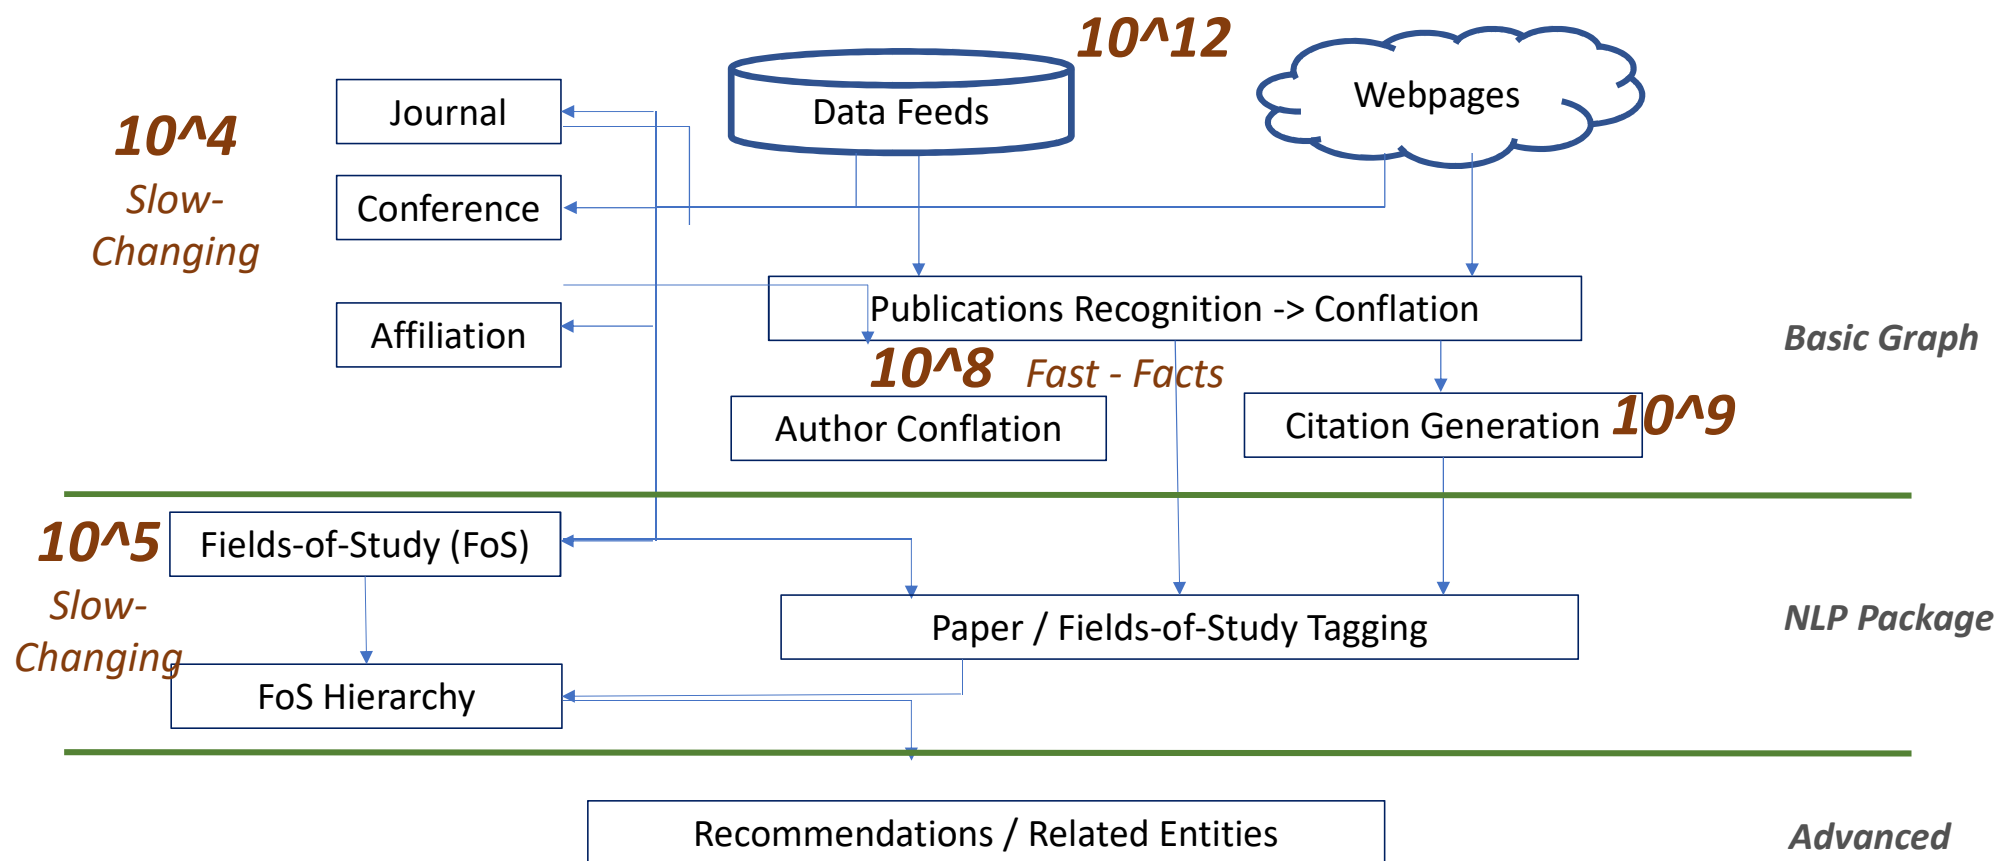 10^12
Webpages
Data Feeds
Journal
10^4
Slow-
Changing
Conference
Publications Recognition -> Conflation
Affiliation
Basic Graph
10^8 Fast - Facts
Author Conflation
Citation Generation 10^9
10^5
Fields-of-Study (FoS)
Slow-
Changing
Paper / Fields-of-Study Tagging
NLP Package
FoS Hierarchy
Recommendations / Related Entities
Advanced